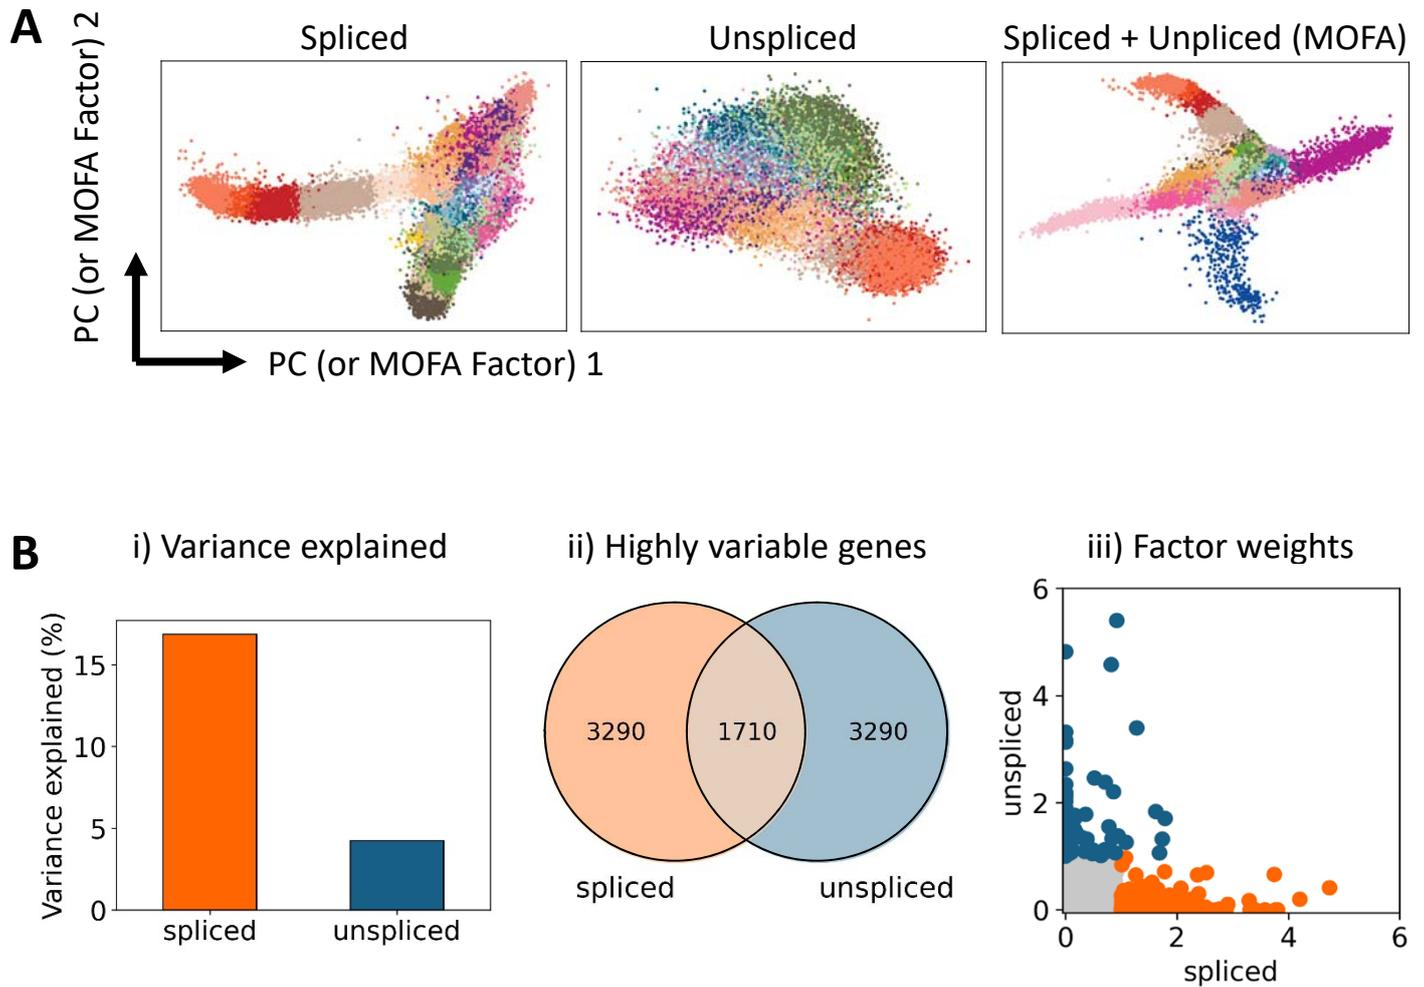 A
PC (or MOFA Factor) 2
Spliced
Unspliced
Spliced + Unpliced (MOFA)
PC (or MOFA Factor) 1
B
i) Variance explained
ii) Highly variable genes
iii) Factor weights
Variance explained (%)
15
10
5
0
spliced
unspliced
3290
1710
3290
spliced
unspliced
unspliced
6
4
2
0
0
2
4
6
spliced